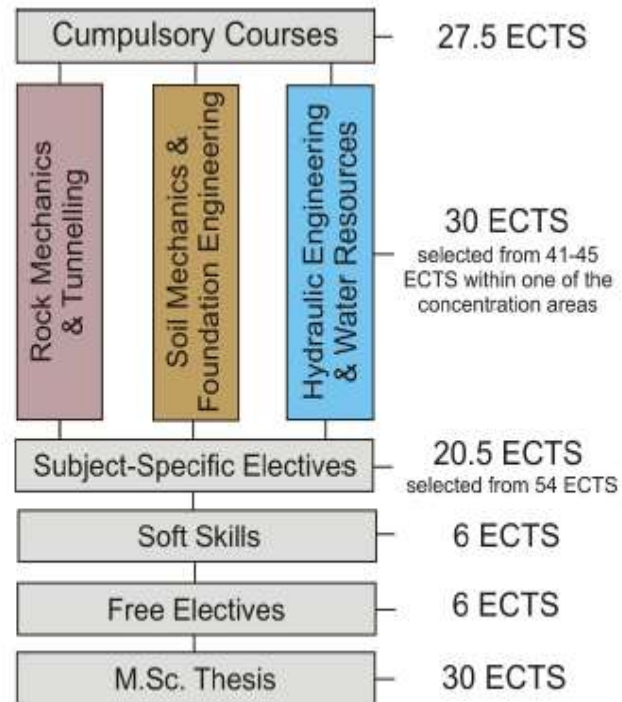 Cumpulsory Courses
27.5 ECTS
Rock Mechanics
& Tunnelling
Soil Mechanics &
Foundation Engineering
Hydraulic Engineering
& Water Resources
30 ECTS
selected from 41-45
ECTS within one of the
concentration areas
Subject-Specific Electives
20.5 ECTS
selected from 54 ECTS
Soft Skills
6 ECTS
Free Electives
6 ECTS
M.Sc. Thesis
30 ECTS